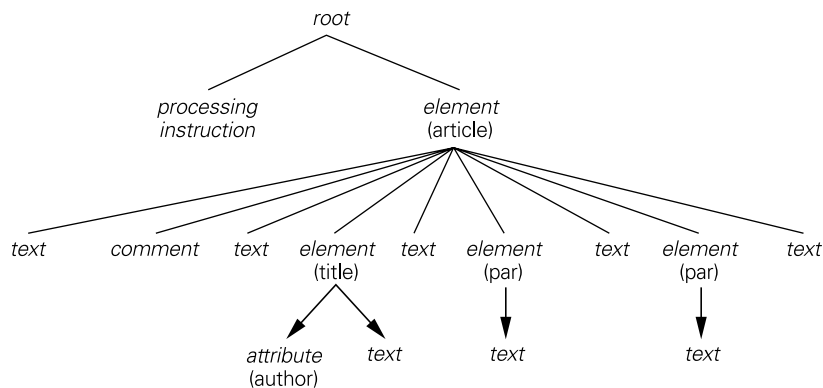 root
processing
instruction
element
(article)
text
comment
text
element
(title)
text
element
(par)
text
element
(par)
text
attribute
(author)
text
text
text